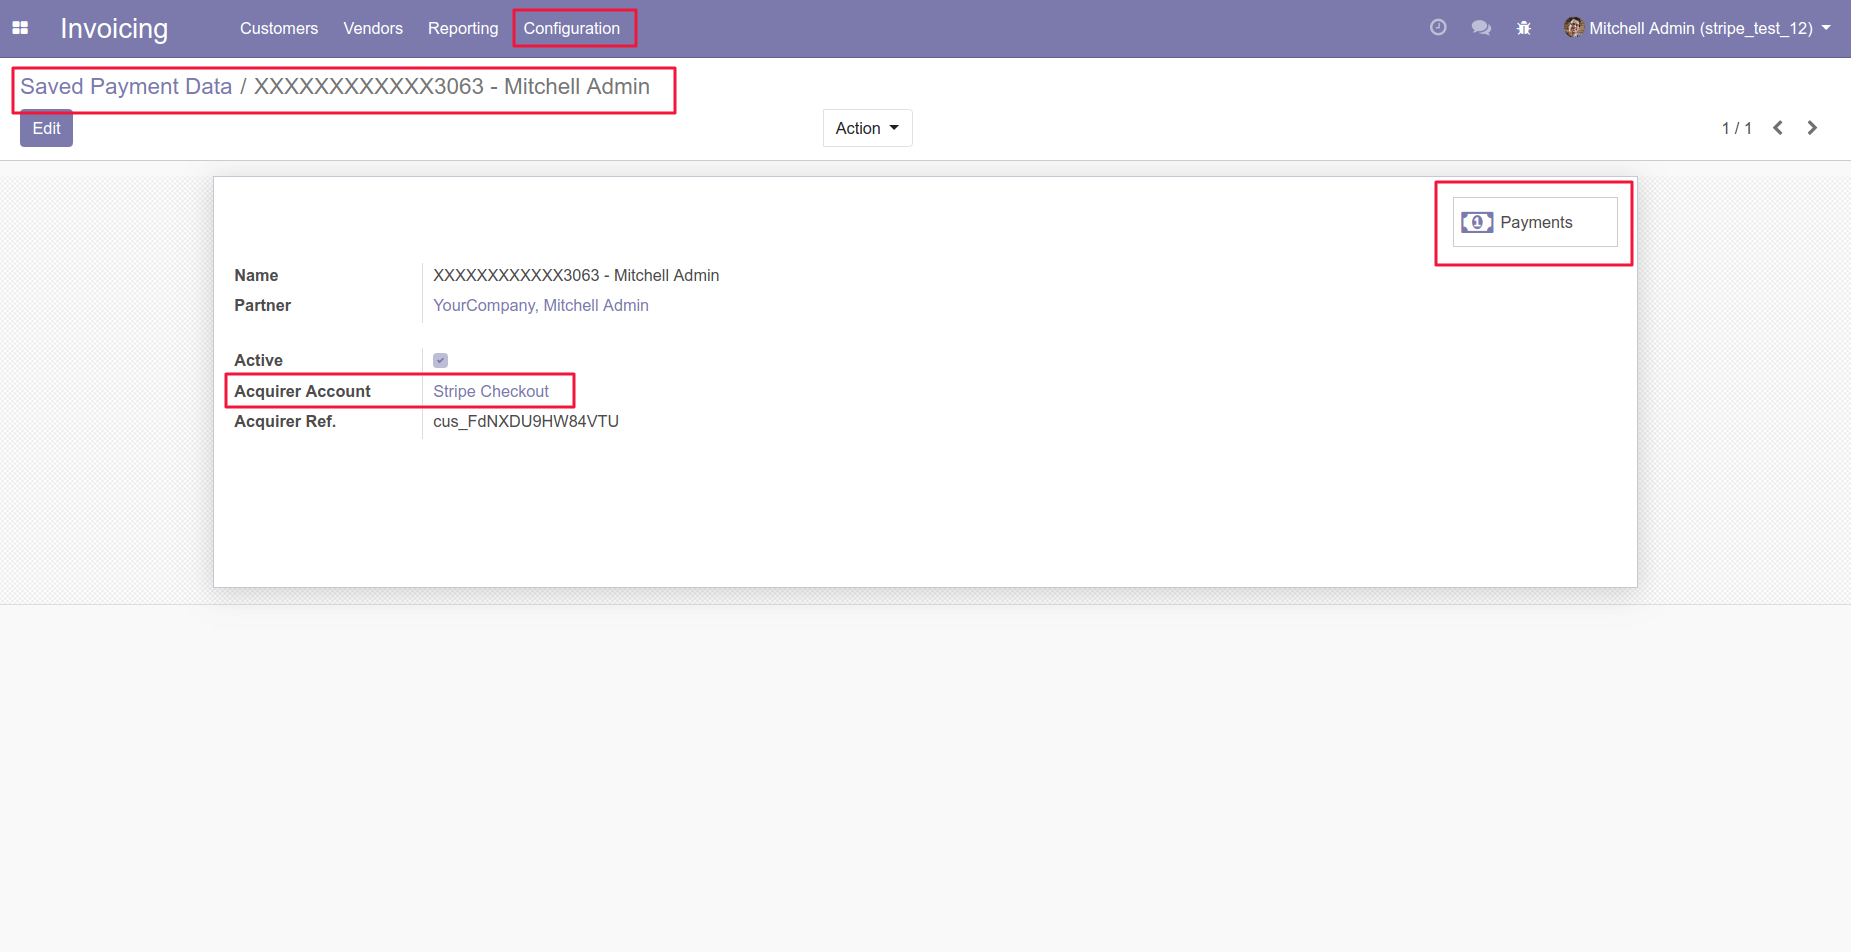 Invoicing Customers Vendors Reporting Configuration Mitchell Admin (stripe_test_12)
Saved Payment Data / XXXXXXXXXXXX3063 - Mitchell Admin
Edit Action 1 / 1
1 Payments
Name XXXXXXXXXXXX3063 - Mitchell Admin
Partner YourCompany, Mitchell Admin
Active
Acquirer Account Stripe Checkout
Acquirer Ref. cus_FdNXDU9HW84VTU